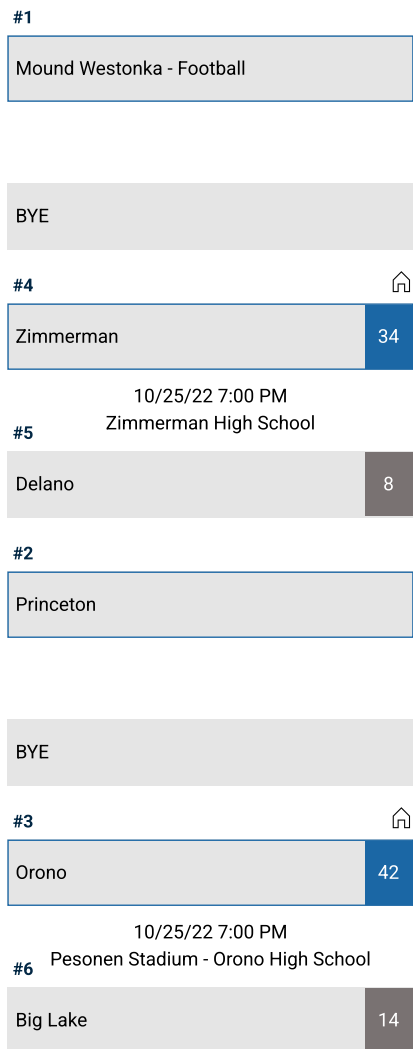 #1
Mound Westonka - Football
BYE
#4
Zimmerman 34
10/25/22 7:00 PM
Zimmerman High School
#5
Delano 8
#2
Princeton
BYE
#3
Orono 42
10/25/22 7:00 PM
Pesonen Stadium - Orono High School
#6
Big Lake 14